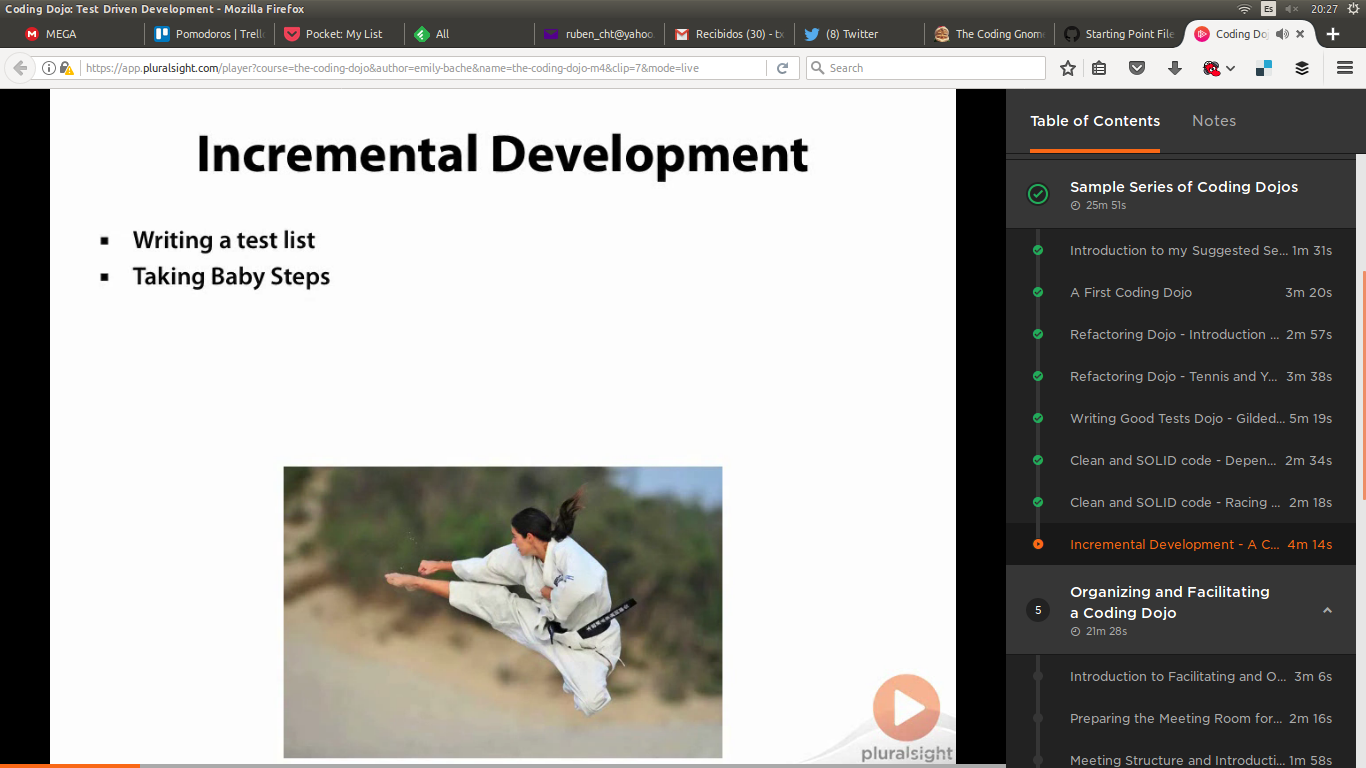 Coding Dojo: Test Driven Development - Mozilla Firefox
Es
20:27
MEGA
Pomodoros | Trell
Pocket: My List
All
ruben_cht@yahoo.
Recibidos (30) - tx
(8) Twitter
The Coding Gnom
Starting Point File
Coding Doj
https://app.pluralsight.com/player?course=the-coding-dojo&author=emily-bache&name=the-coding-dojo-m4&clip=7&mode=live
Search
Incremental Development
▪ Writing a test list
▪ Taking Baby Steps
pluralsight
Table of Contents
Notes
Sample Series of Coding Dojos
25m 51s
Introduction to my Suggested Se... 1m 31s
A First Coding Dojo 3m 20s
Refactoring Dojo - Introduction ... 2m 57s
Refactoring Dojo - Tennis and Y... 3m 38s
Writing Good Tests Dojo - Gilded... 5m 19s
Clean and SOLID code - Depen... 2m 34s
Clean and SOLID code - Racing ... 2m 18s
Incremental Development - A C... 4m 14s
5
Organizing and Facilitating
a Coding Dojo
21m 28s
Introduction to Facilitating and O... 3m 6s
Preparing the Meeting Room for... 2m 16s
Meeting Structure and Introducti... 1m 58s